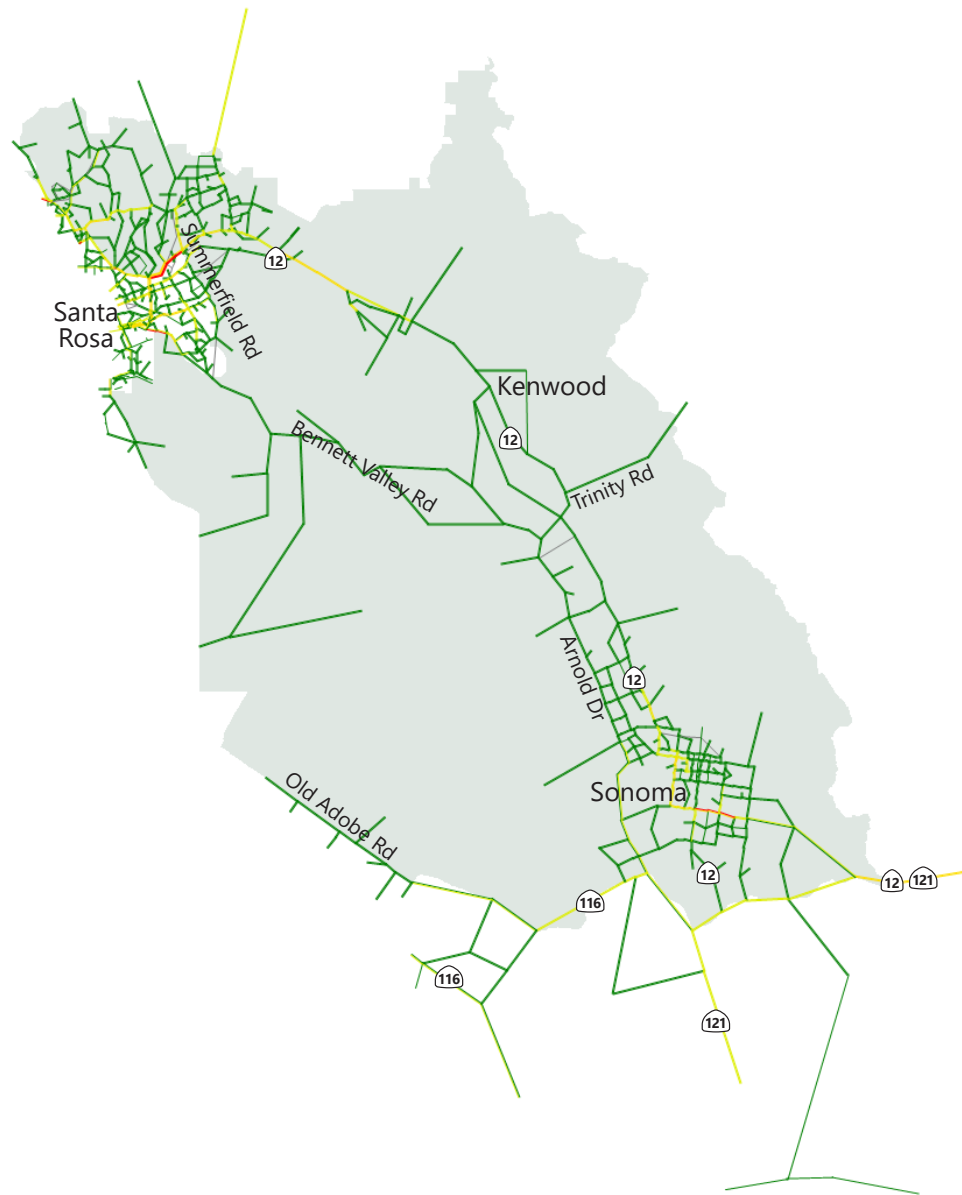 Summerfield Rd
12
Santa
Rosa
Kenwood
12
Bennett Valley Rd
Trinity Rd
Arnold Dr
12
Old Adobe Rd
Sonoma
12
12
121
116
116
121